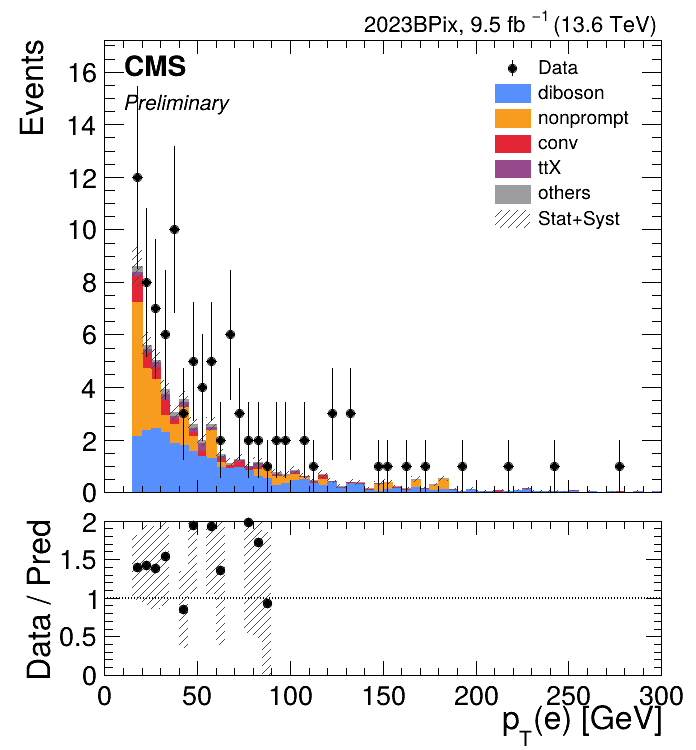 2023BPix, 9.5 fb⁻¹ (13.6 TeV)
Events
CMS
Preliminary
Data
diboson
nonprompt
conv
ttX
others
Stat+Syst
16
14
12
10
8
6
4
2
0
Data / Pred
2
1.5
1
0.5
0
0 50 100 150 200 250 300
p_T(e) [GeV]